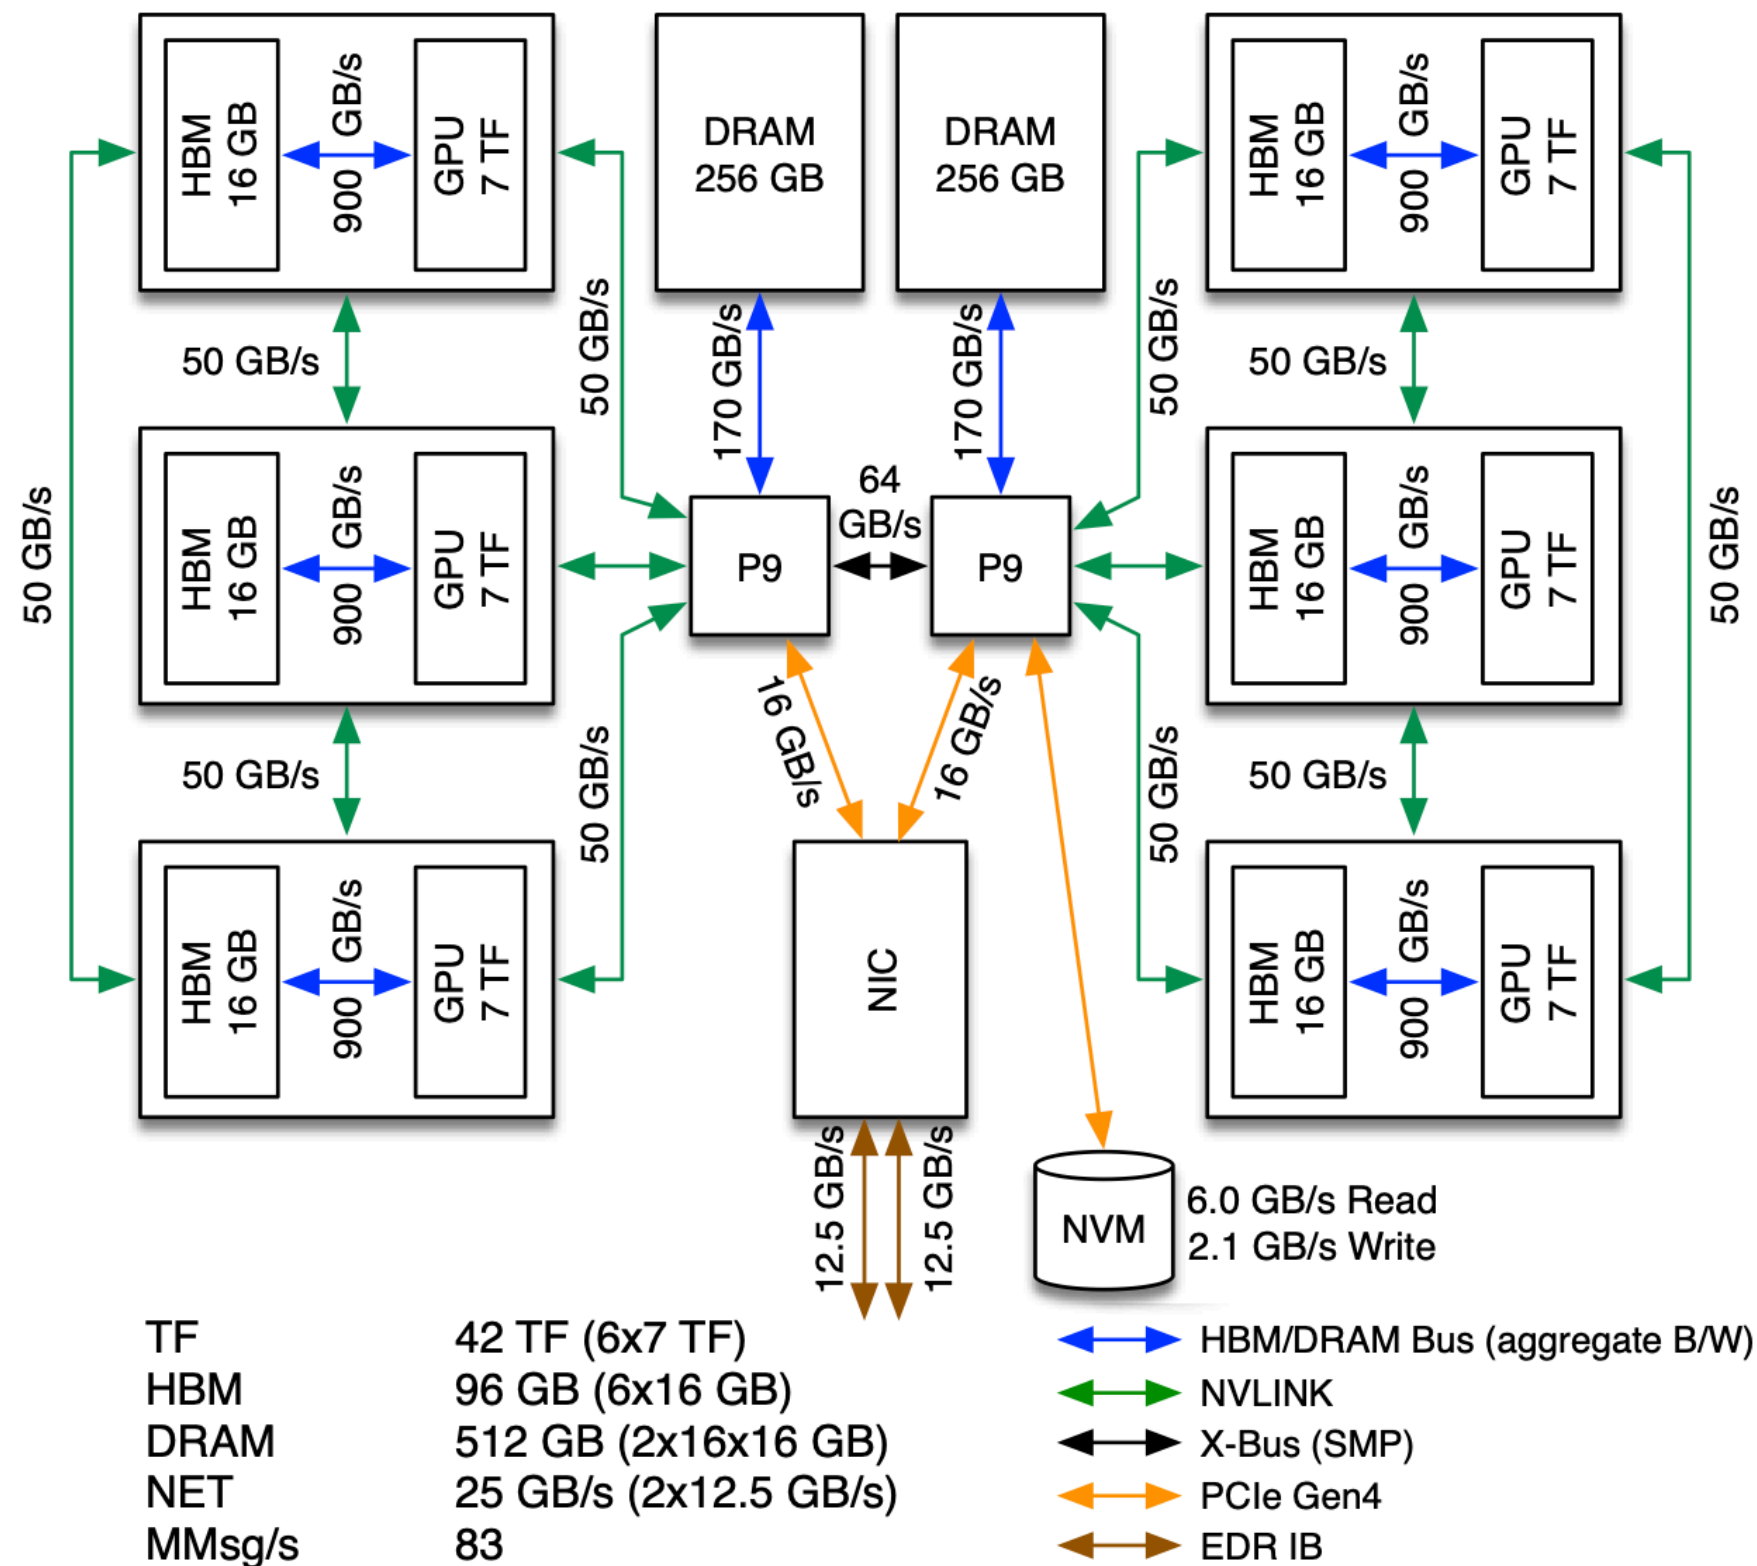 HBM
16 GB
900 GB/s
GPU
7 TF
DRAM
256 GB
DRAM
256 GB
HBM
16 GB
900 GB/s
GPU
7 TF
50 GB/s
50 GB/s
170 GB/s
170 GB/s
50 GB/s
50 GB/s
50 GB/s
HBM
16 GB
900 GB/s
GPU
7 TF
P9
64
GB/s
P9
HBM
16 GB
900 GB/s
GPU
7 TF
50 GB/s
50 GB/s
50 GB/s
16 GB/s
16 GB/s
50 GB/s
50 GB/s
HBM
16 GB
900 GB/s
GPU
7 TF
NIC
HBM
16 GB
900 GB/s
GPU
7 TF
12.5 GB/s
12.5 GB/s
NVM
6.0 GB/s Read
2.1 GB/s Write
TF 42 TF (6x7 TF)
HBM 96 GB (6x16 GB)
DRAM 512 GB (2x16x16 GB)
NET 25 GB/s (2x12.5 GB/s)
MMsg/s 83
HBM/DRAM Bus (aggregate B/W)
NVLINK
X-Bus (SMP)
PCIe Gen4
EDR IB